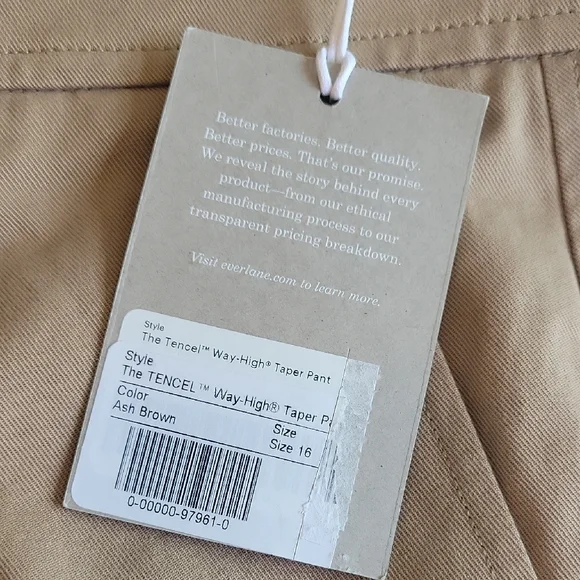 Better factories. Better quality.
Better prices. That's our promise.
We reveal the story behind every
product—from our ethical
manufacturing process to our
transparent pricing breakdown.
Visit everlane.com to learn more.
Style
The Tencel™ Way-High® Taper Pant
Style
The TENCEL™ Way-High® Taper
Color
Size
Ash Brown
Size 16
0-00000-97961-0